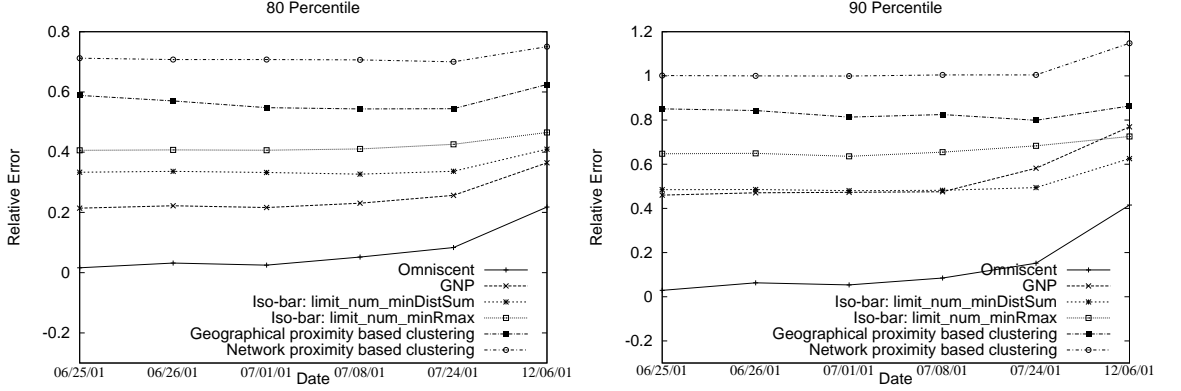 80 Percentile
0.8
0.6
0.4
0.2
0
-0.2
Relative Error
Omniscent
GNP
Iso-bar: limit_num_minDistSum
Iso-bar: limit_num_minRmax
Geographical proximity based clustering
Network proximity based clustering
06/25/01 06/26/01 07/01/01 07/08/01 07/24/01 12/06/01
Date
90 Percentile
1.2
1
0.8
0.6
0.4
0.2
0
-0.2
Relative Error
Omniscent
GNP
Iso-bar: limit_num_minDistSum
Iso-bar: limit_num_minRmax
Geographical proximity based clustering
Network proximity based clustering
06/25/01 06/26/01 07/01/01 07/08/01 07/24/01 12/06/01
Date